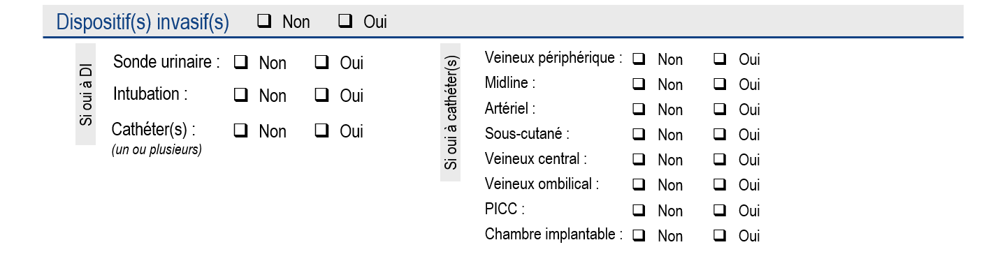 Dispositif(s) invasif(s) ❑ Non ❑ Oui
Si oui à DI
Sonde urinaire : ❑ Non ❑ Oui
Intubation : ❑ Non ❑ Oui
Cathéter(s) : ❑ Non ❑ Oui
(un ou plusieurs)
Si oui à cathéter(s)
Veineux périphérique : ❑ Non ❑ Oui
Midline : ❑ Non ❑ Oui
Artériel : ❑ Non ❑ Oui
Sous-cutané : ❑ Non ❑ Oui
Veineux central : ❑ Non ❑ Oui
Veineux ombilical : ❑ Non ❑ Oui
PICC : ❑ Non ❑ Oui
Chambre implantable : ❑ Non ❑ Oui